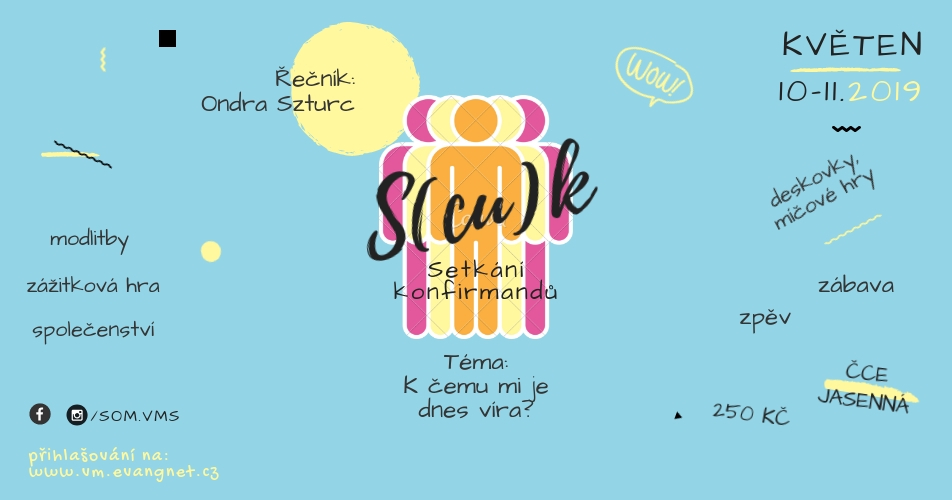 Řečník:
Ondra Szturc
Wow!
KVĚTEN
10-11.2019
deskovky,
míčové hry
S(cu)k
Setkání
konfirmandů
modlitby
zážitková hra
společenství
zábava
zpěv
Téma:
K čemu mi je
dnes víra?
ČCE
JASENNÁ
250 KČ
/SOM.VMS
přihlašování na:
www.vm.evangnet.cz